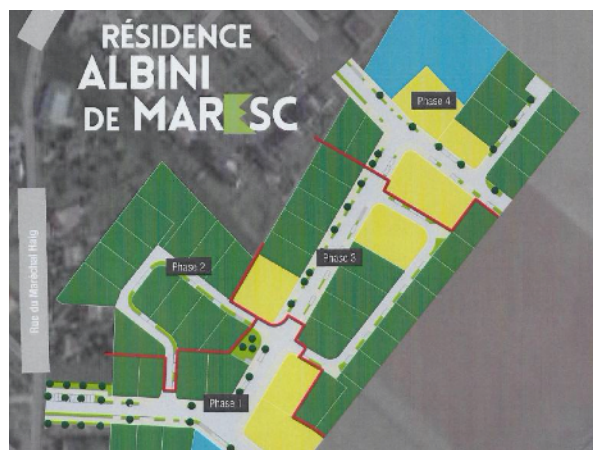 RÉSIDENCE
ALBINI
DE MARESC
Phase 4
Phase 3
Phase 2
Rue du Maréchal Haig
Phase 1